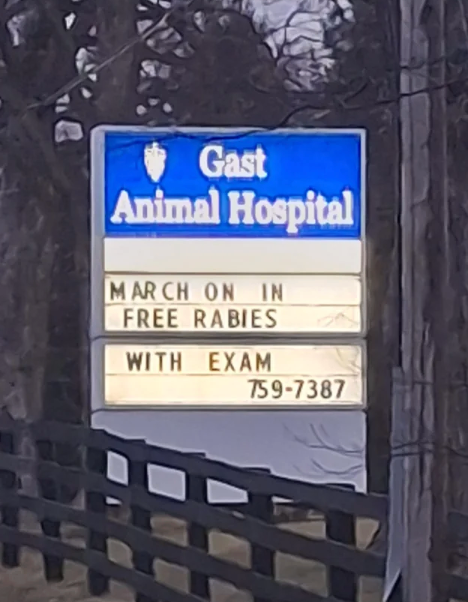 Gast
Animal Hospital
MARCH ON IN
FREE RABIES
WITH EXAM
759-7387